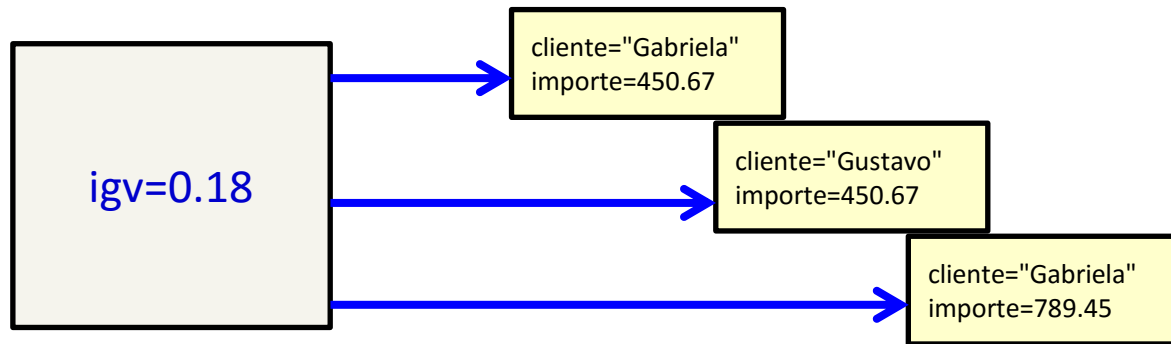 igv=0.18
cliente="Gabriela"
importe=450.67
cliente="Gustavo"
importe=450.67
cliente="Gabriela"
importe=789.45